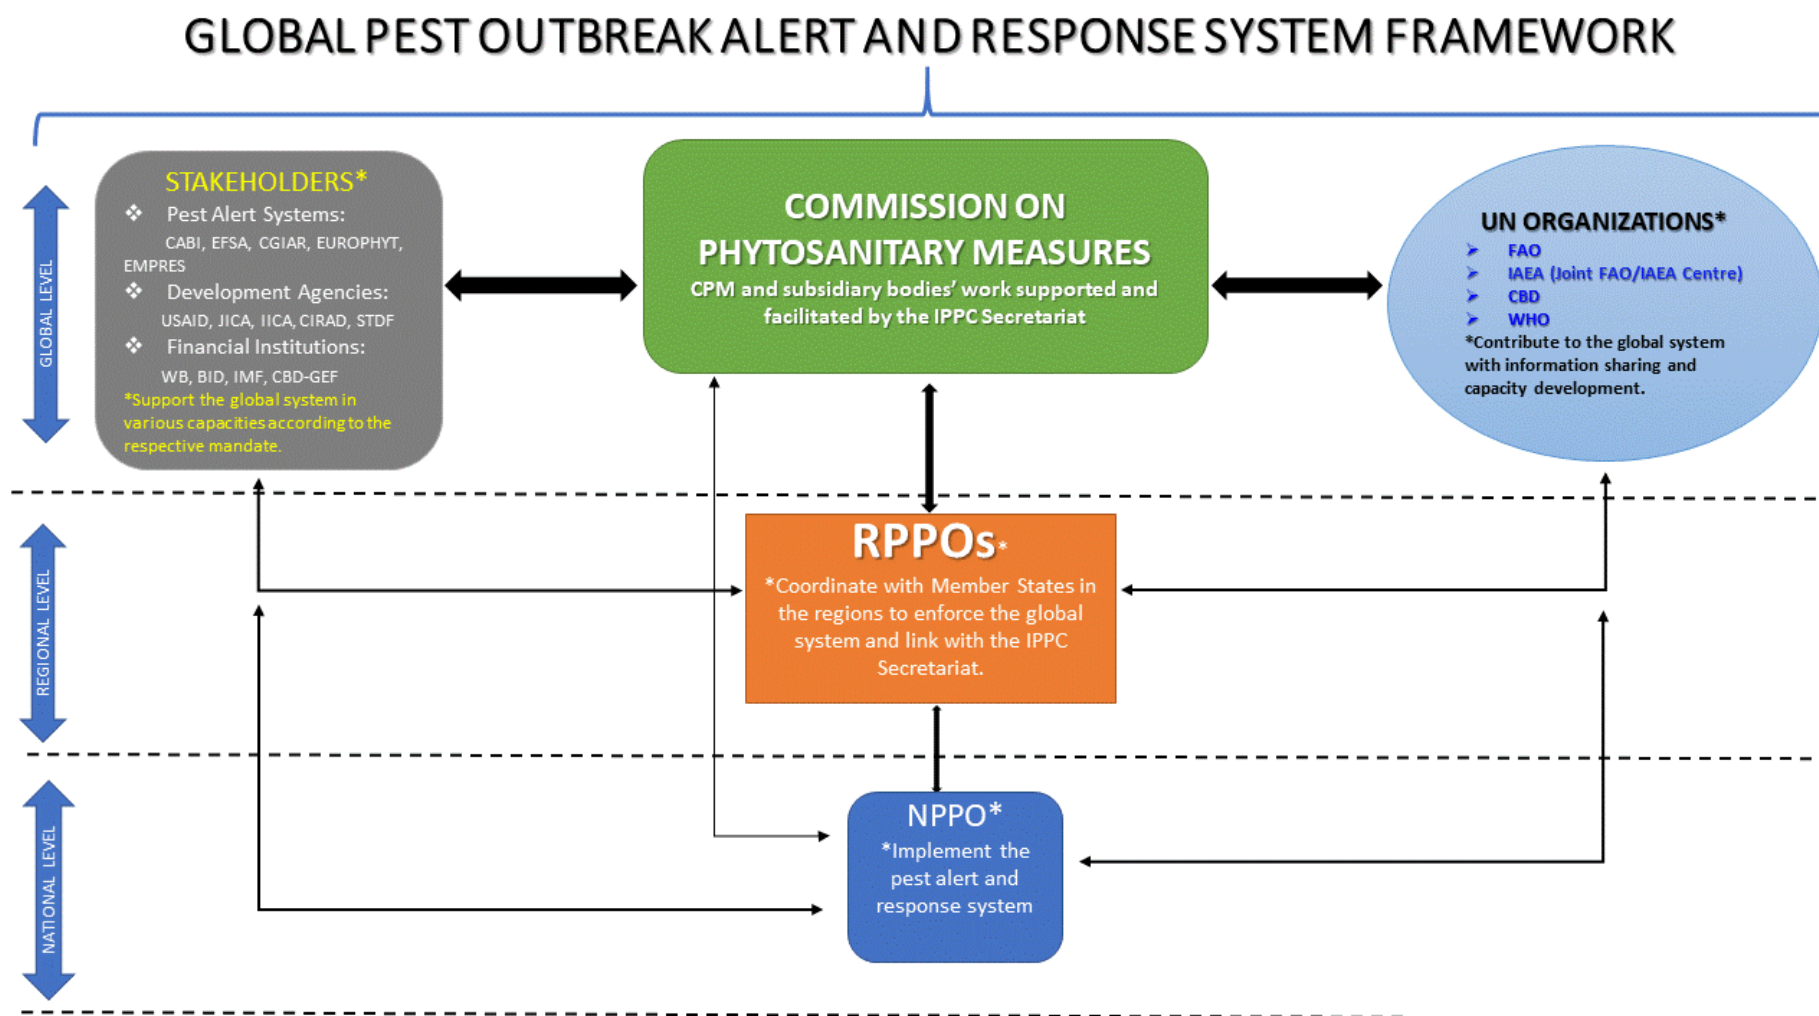 GLOBAL PEST OUTBREAK ALERT AND RESPONSE SYSTEM FRAMEWORK
GLOBAL LEVEL
STAKEHOLDERS*
❖ Pest Alert Systems:
CABI, EFSA, CGIAR, EUROPHYT,
EMPRES
❖ Development Agencies:
USAID, JICA, IICA, CIRAD, STDF
❖ Financial Institutions:
WB, BID, IMF, CBD-GEF
*Support the global system in
various capacities according to the
respective mandate.
COMMISSION ON
PHYTOSANITARY MEASURES
CPM and subsidiary bodies’ work supported and
facilitated by the IPPC Secretariat
UN ORGANIZATIONS*
➢ FAO
➢ IAEA (Joint FAO/IAEA Centre)
➢ CBD
➢ WHO
*Contribute to the global system
with information sharing and
capacity development.
REGIONAL LEVEL
RPPOs*
*Coordinate with Member States in
the regions to enforce the global
system and link with the IPPC
Secretariat.
NATIONAL LEVEL
NPPO*
*Implement the
pest alert and
response system